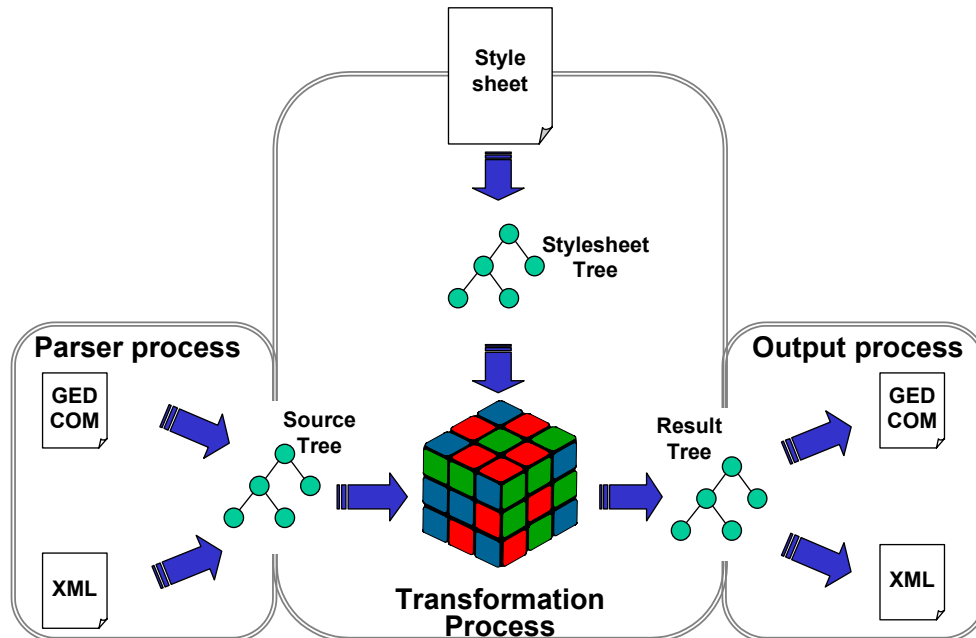 Style
sheet
Stylesheet
Tree
Parser process
GED
COM
Source
Tree
XML
Transformation
Process
Result
Tree
Output process
GED
COM
XML